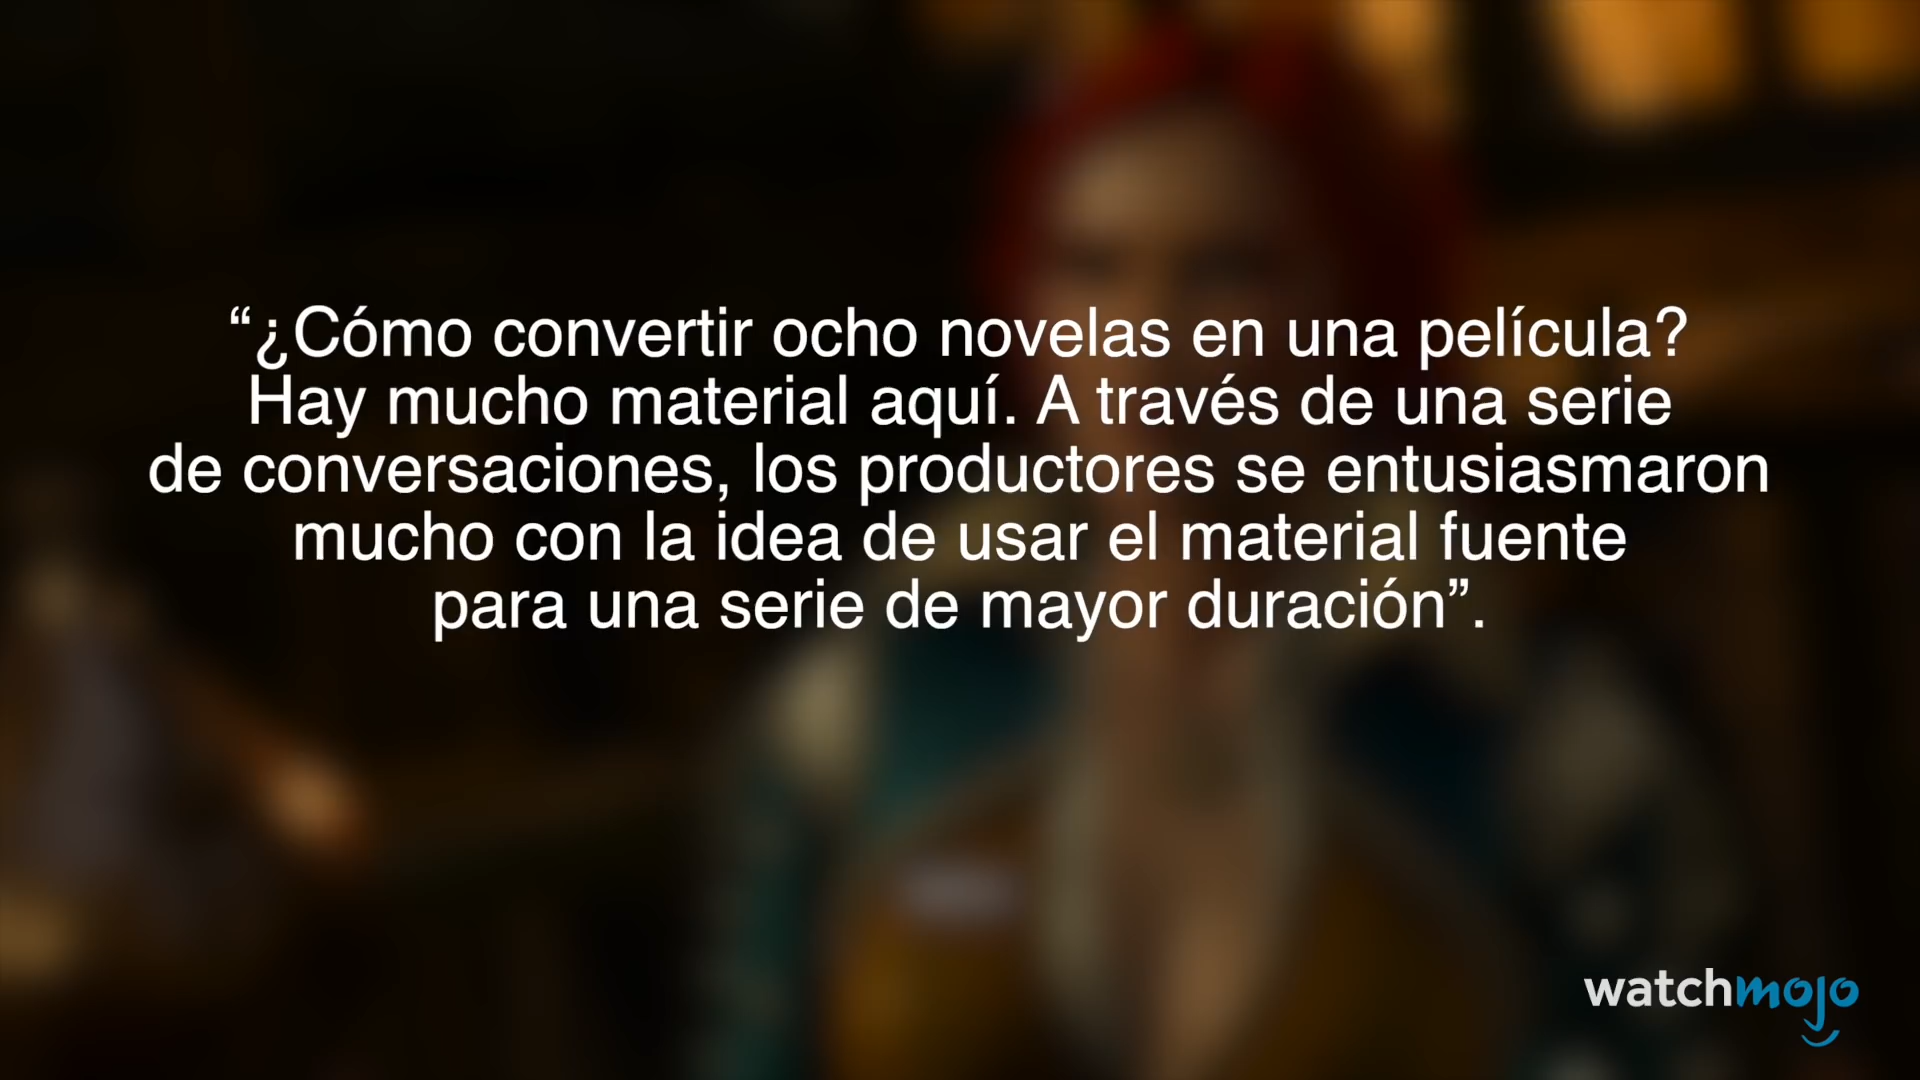 “¿Cómo convertir ocho novelas en una película?
Hay mucho material aquí. A través de una serie
de conversaciones, los productores se entusiasmaron
mucho con la idea de usar el material fuente
para una serie de mayor duración”.
watchmojo